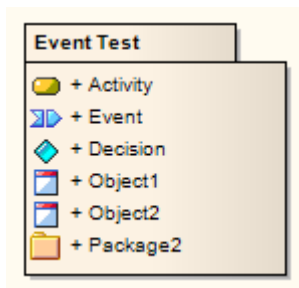 Event Test
+ Activity
+ Event
+ Decision
+ Object1
+ Object2
+ Package2